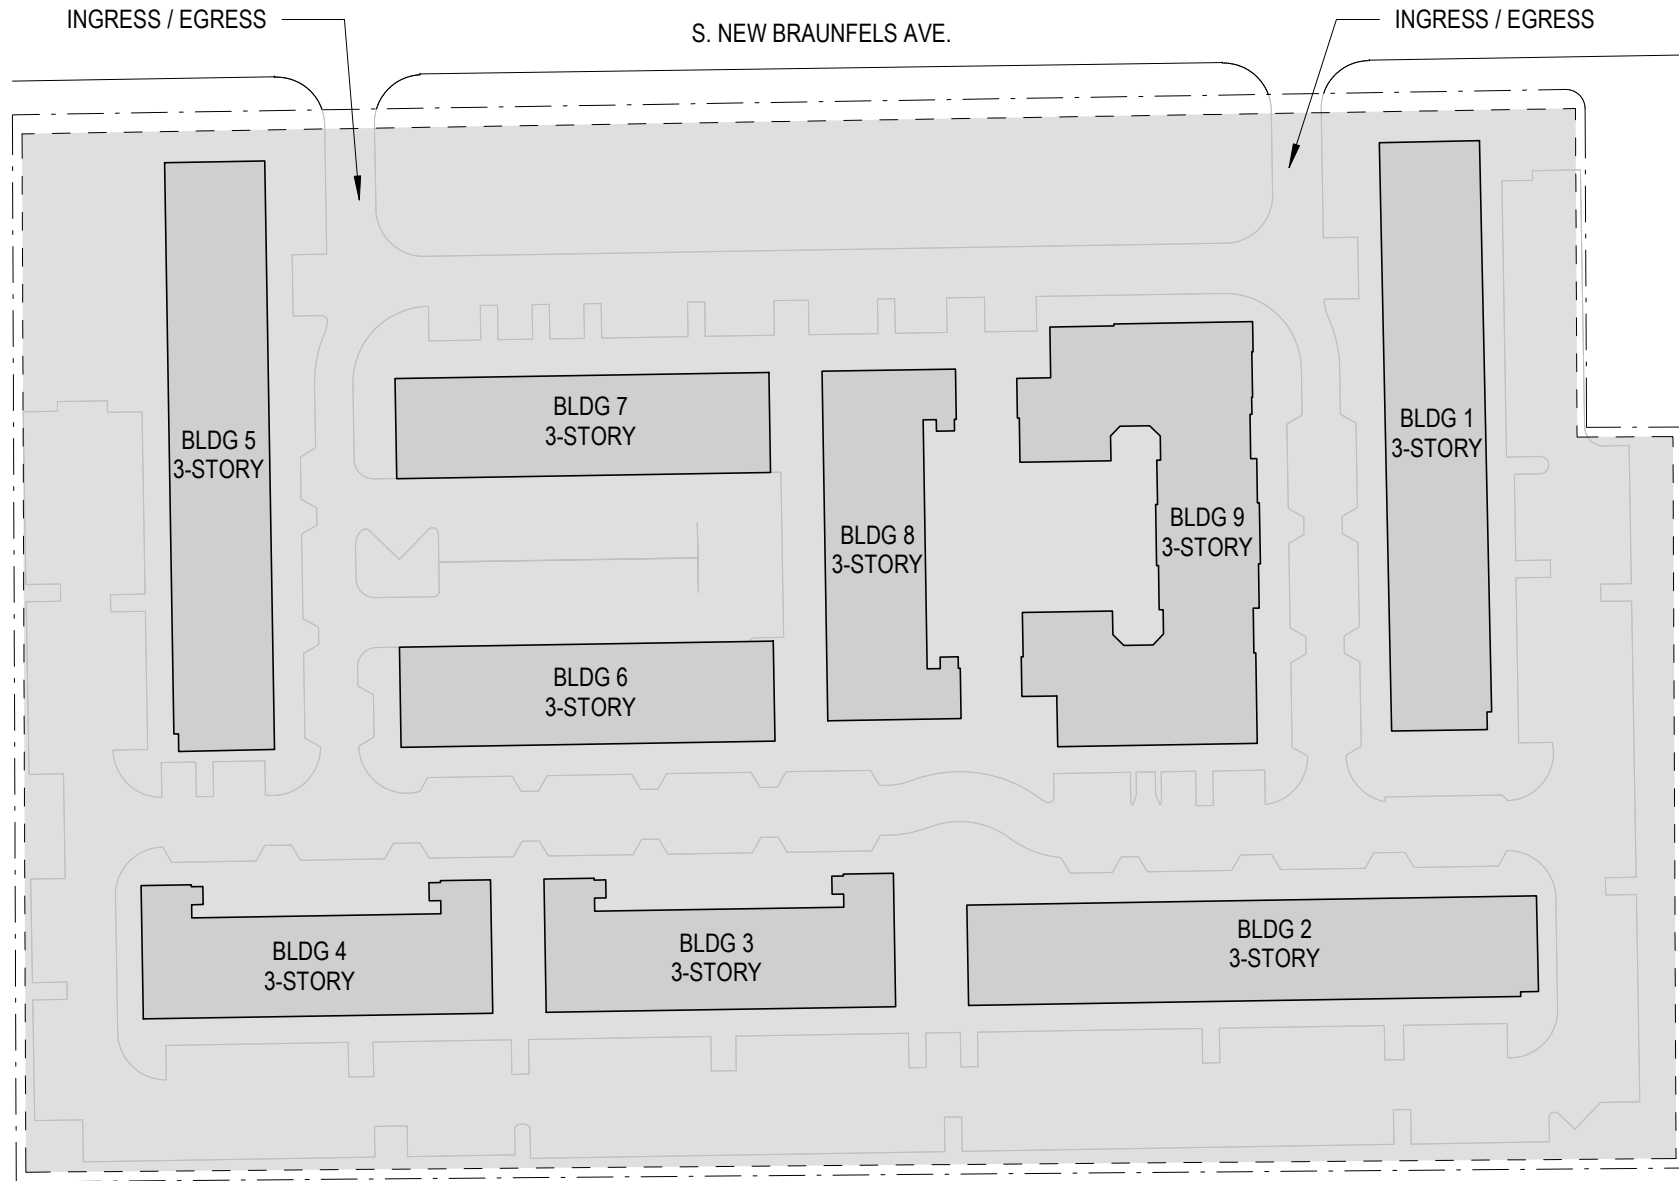 INGRESS / EGRESS
S. NEW BRAUNFELS AVE.
INGRESS / EGRESS
BLDG 5
3-STORY
BLDG 7
3-STORY
BLDG 8
3-STORY
BLDG 9
3-STORY
BLDG 1
3-STORY
BLDG 6
3-STORY
BLDG 4
3-STORY
BLDG 3
3-STORY
BLDG 2
3-STORY